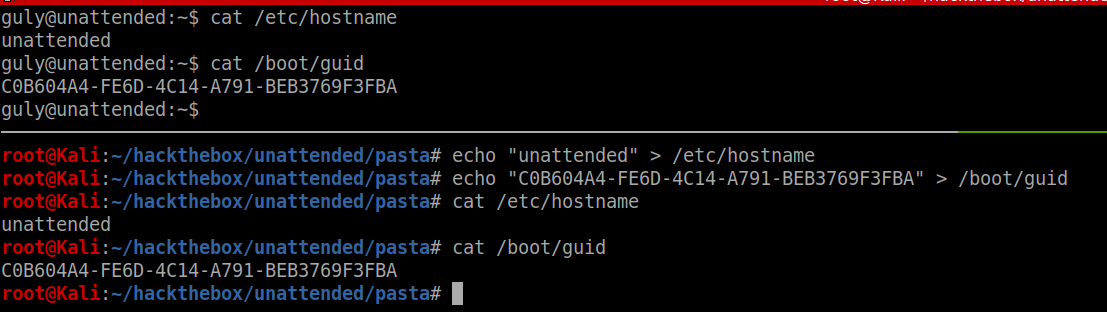 guly@unattended:~$ cat /etc/hostname
unattended
guly@unattended:~$ cat /boot/guid
C0B604A4-FE6D-4C14-A791-BEB3769F3FBA
guly@unattended:~$
root@Kali:~/hackthebox/unattended/pasta# echo "unattended" > /etc/hostname
root@Kali:~/hackthebox/unattended/pasta# echo "C0B604A4-FE6D-4C14-A791-BEB3769F3FBA" > /boot/guid
root@Kali:~/hackthebox/unattended/pasta# cat /etc/hostname
unattended
root@Kali:~/hackthebox/unattended/pasta# cat /boot/guid
C0B604A4-FE6D-4C14-A791-BEB3769F3FBA
root@Kali:~/hackthebox/unattended/pasta#